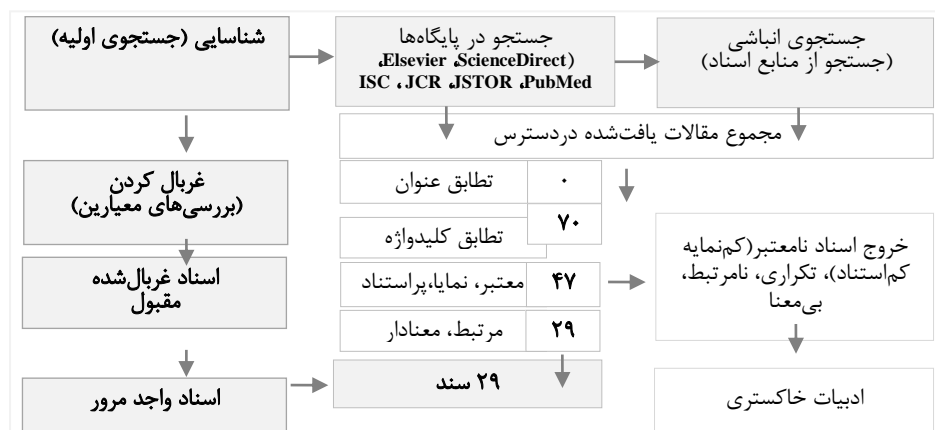 شناسایی (جستجوی اولیه)
جستجو در پایگاه‌ها
(ScienceDirect، Elsevier،
PubMed، JSTOR، JCR، ISC
جستجوی انباشی
(جستجو از منابع اسناد)
مجموع مقالات یافت‌شده دردسترس
غربال کردن
(بررسی‌های معیارین)
تطابق عنوان
۰
تطابق کلیدواژه
۷۰
معتبر، نمایا،پراستناد
۴۷
مرتبط، معنادار
۲۹
خروج اسناد نامعتبر(کم‌نمایه
کم‌استناد)، تکراری، نامرتبط،
بی‌معنا
اسناد غربال‌شده
مقبول
اسناد واجد مرور
۲۹ سند
ادبیات خاکستری